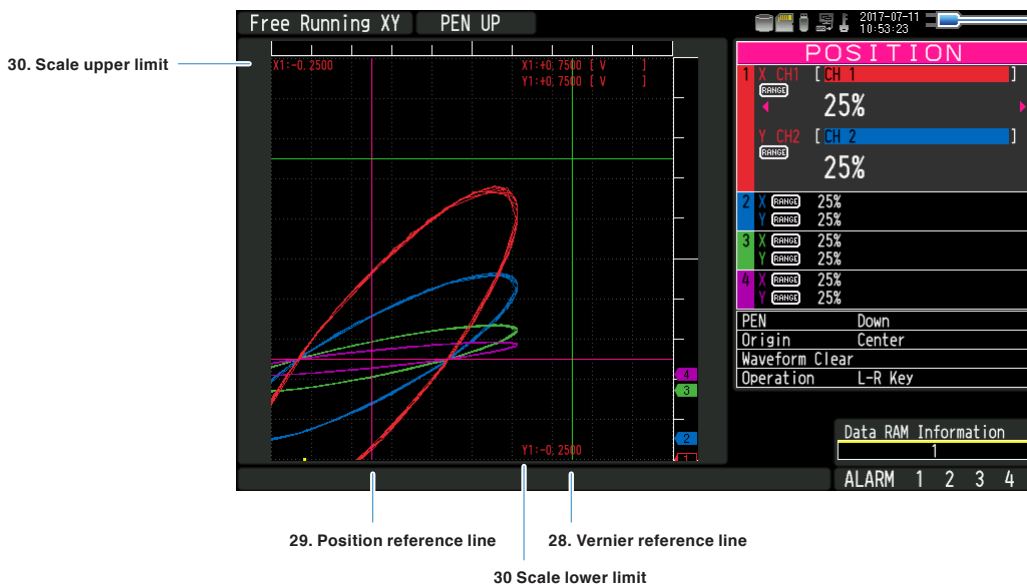 Free Running XY PEN UP 2017-07-11
10:53:23
30. Scale upper limit
X1:-0.2500 X1:+0.7500 [ V ]
Y1:+0.7500 [ V ]
POSITION
1 X CH1 [CH 1 ]
RANGE
25%
Y CH2 [CH 2 ]
RANGE
25%
2 X RANGE 25%
Y RANGE 25%
3 X RANGE 25%
Y RANGE 25%
4 X RANGE 25%
Y RANGE 25%
PEN Down
Origin Center
Waveform Clear
Operation L-R Key
4
3
2
1
Y1:-0.2500
Data RAM Information
1
ALARM 1 2 3 4
29. Position reference line 28. Vernier reference line
30 Scale lower limit